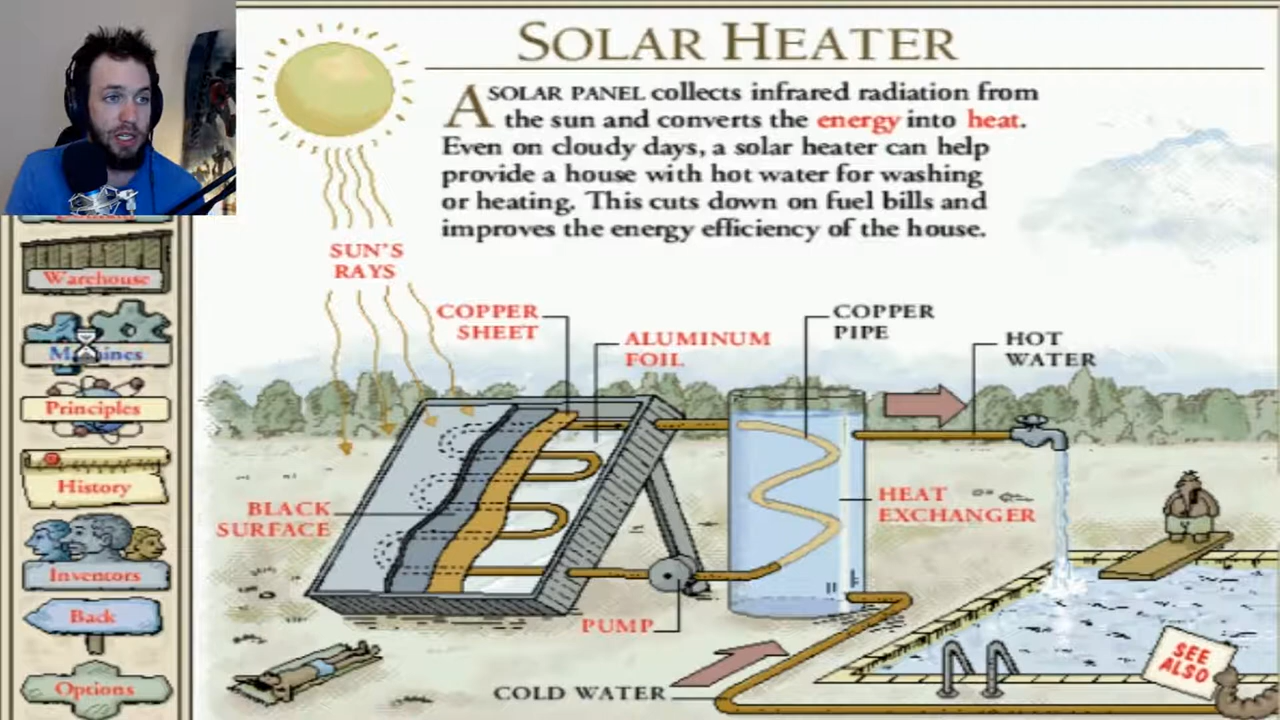 SOLAR HEATER
A SOLAR PANEL collects infrared radiation from
the sun and converts the energy into heat.
Even on cloudy days, a solar heater can help
provide a house with hot water for washing
or heating. This cuts down on fuel bills and
improves the energy efficiency of the house.
SUN'S
RAYS
COPPER
SHEET
ALUMINUM
FOIL
COPPER
PIPE
HOT
WATER
BLACK
SURFACE
HEAT
EXCHANGER
PUMP
COLD WATER
SEE
ALSO
Warehouse
Machines
Principles
History
Inventors
Back
Options